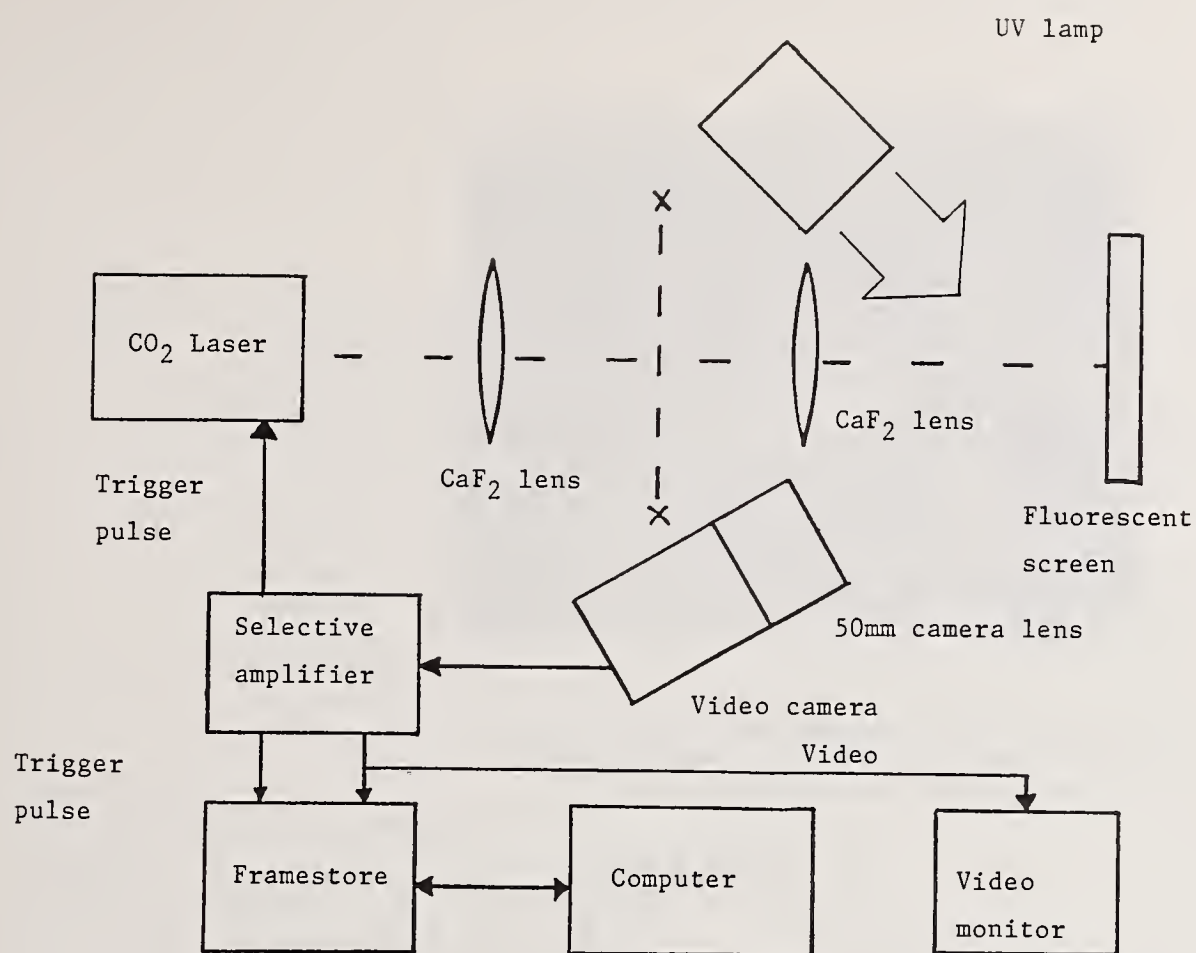 UV lamp
CO₂ Laser
CaF₂ lens
CaF₂ lens
Trigger
pulse
Fluorescent
screen
Selective
amplifier
50mm camera lens
Video camera
Video
Trigger
pulse
Framestore
Computer
Video
monitor